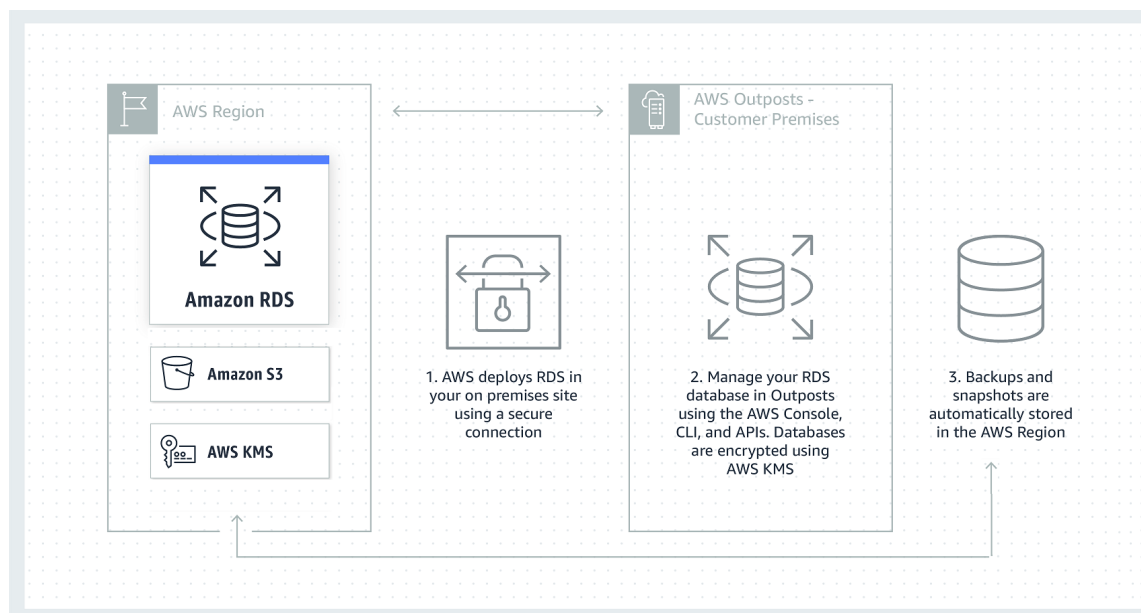 AWS Region
AWS Outposts -
Customer Premises
Amazon RDS
Amazon S3
AWS KMS
1. AWS deploys RDS in
your on premises site
using a secure
connection
2. Manage your RDS
database in Outposts
using the AWS Console,
CLI, and APIs. Databases
are encrypted using
AWS KMS
3. Backups and
snapshots are
automatically stored
in the AWS Region